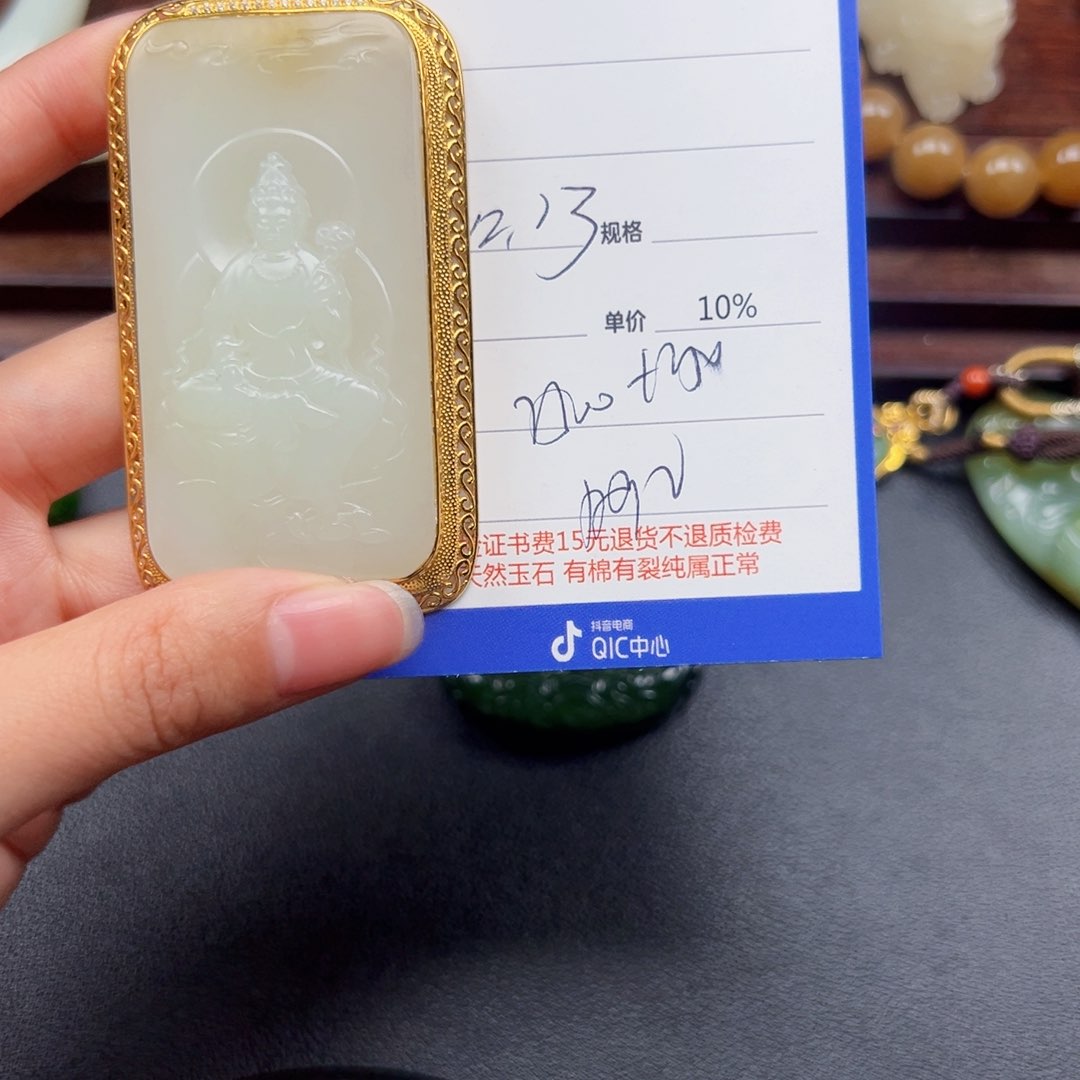 12.13 规格
单价 10%
证书费15元退货不退质检费
天然玉石 有棉有裂纯属正常
抖音电商
QIC中心